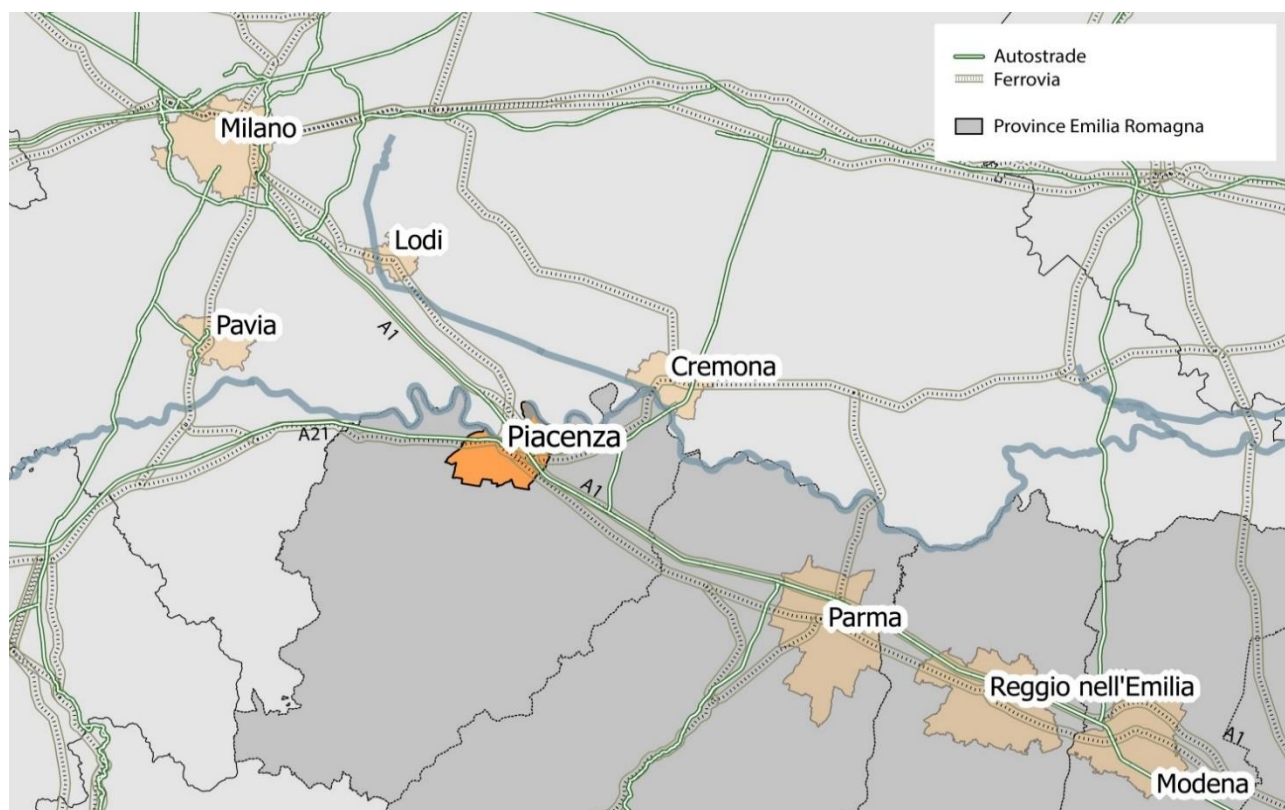 Autostrade
Ferrovia
Province Emilia Romagna
Milano
Lodi
A1
Pavia
Cremona
A21
Piacenza
A1
Parma
Reggio nell'Emilia
A1
Modena